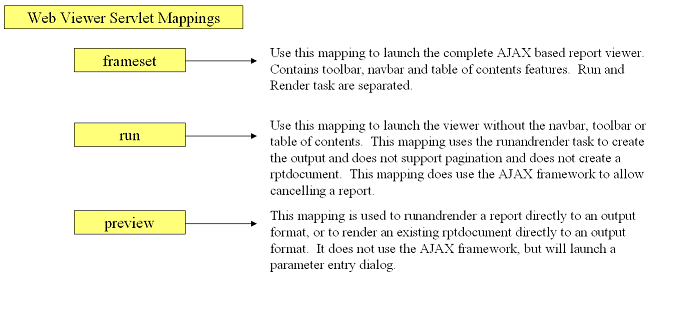 Web Viewer Servlet Mappings
frameset
Use this mapping to launch the complete AJAX based report viewer.
Contains toolbar, navbar and table of contents features.  Run and
Render task are separated.
run
Use this mapping to launch the viewer without the navbar, toolbar or
table of contents.  This mapping uses the runandrender task to create
the output and does not support pagination and does not create a
rptdocument.  This mapping does use the AJAX framework to allow
cancelling a report.
preview
This mapping is used to runandrender a report directly to an output
format, or to render an existing rptdocument directly to an output
format.  It does not use the AJAX framework, but will launch a
parameter entry dialog.